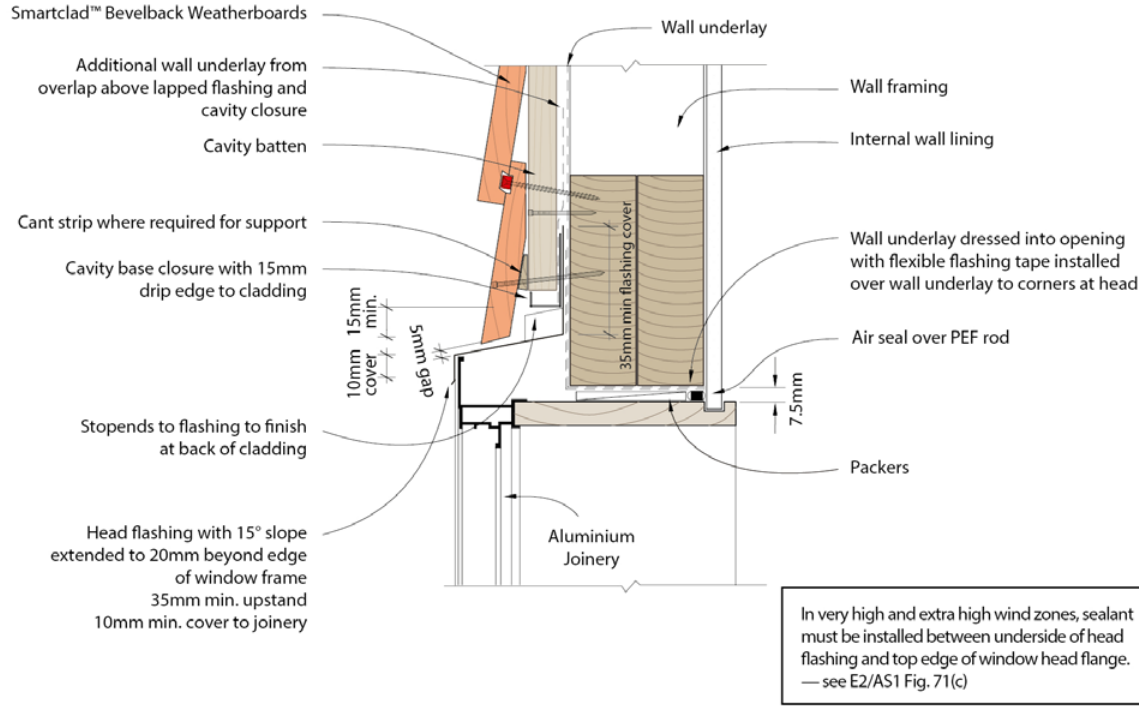 Smartclad™ Bevelback Weatherboards
Additional wall underlay from
overlap above lapped flashing and
cavity closure
Cavity batten
Cant strip where required for support
Cavity base closure with 15mm
drip edge to cladding
15mm
min.
10mm
cover
5mm gap
35mm min flashing cover
Stopends to flashing to finish
at back of cladding
Head flashing with 15° slope
extended to 20mm beyond edge
of window frame
35mm min. upstand
10mm min. cover to joinery
Wall underlay
Wall framing
Internal wall lining
Wall underlay dressed into opening
with flexible flashing tape installed
over wall underlay to corners at head
Air seal over PEF rod
7.5mm
Packers
Aluminium
Joinery
In very high and extra high wind zones, sealant
must be installed between underside of head
flashing and top edge of window head flange.
— see E2/AS1 Fig. 71(c)